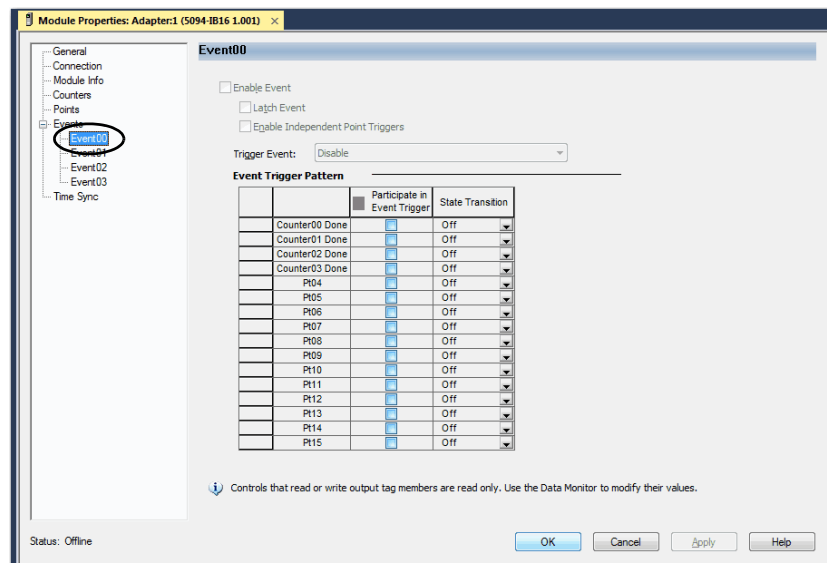 Module Properties: Adapter:1 (5094-IB16 1.001) ×
General
Connection
Module Info
Counters
Points
Events
Event00
Event01
Event02
Event03
Time Sync
Event00
Enable Event
Latch Event
Enable Independent Point Triggers
Trigger Event: Disable
Event Trigger Pattern
Participate in Event Trigger State Transition
Counter00 Done Off
Counter01 Done Off
Counter02 Done Off
Counter03 Done Off
Pt04 Off
Pt05 Off
Pt06 Off
Pt07 Off
Pt08 Off
Pt09 Off
Pt10 Off
Pt11 Off
Pt12 Off
Pt13 Off
Pt14 Off
Pt15 Off
Controls that read or write output tag members are read only. Use the Data Monitor to modify their values.
Status: Offline
OK Cancel Apply Help